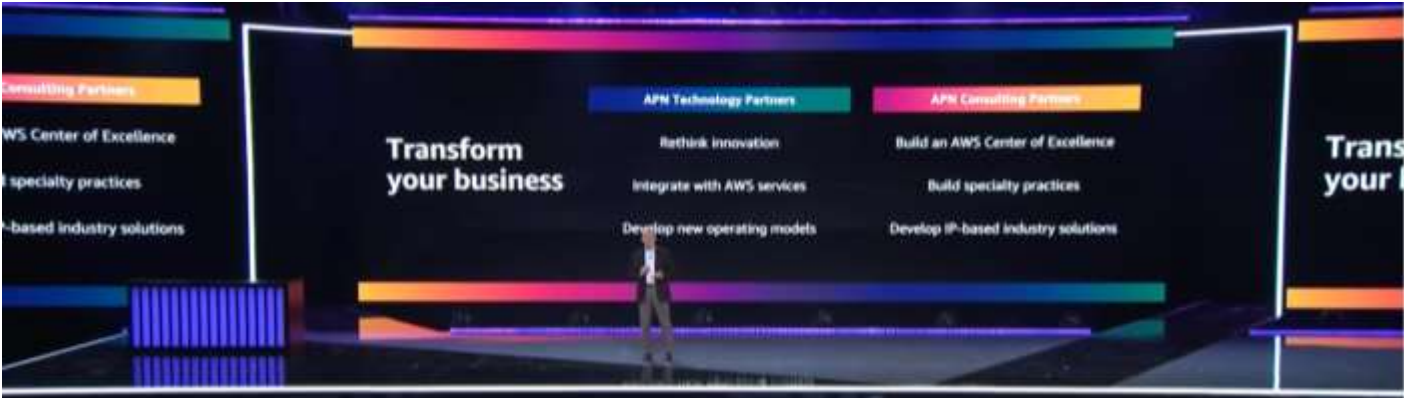 Consulting Partners
WS Center of Excellence
specialty practices
P-based industry solutions
Transform
your business
APN Technology Partners
Rethink innovation
Integrate with AWS services
Develop new operating models
APN Consulting Partners
Build an AWS Center of Excellence
Build specialty practices
Develop IP-based industry solutions
Trans
your